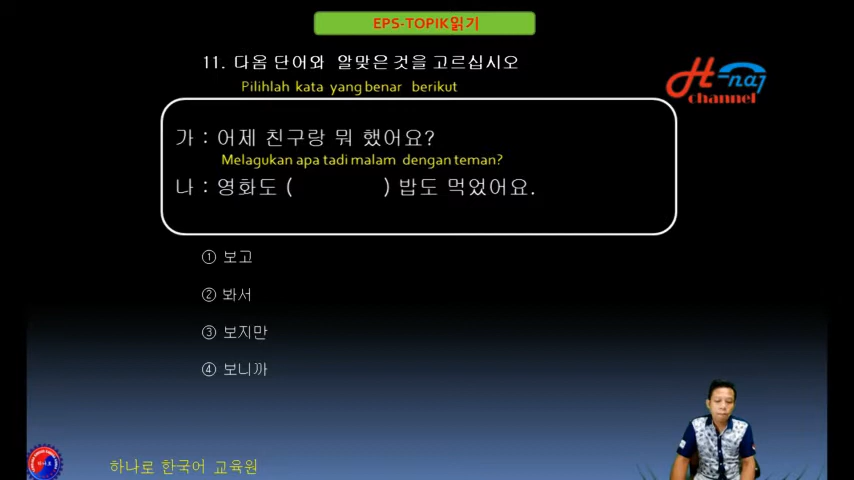 EPS-TOPIK읽기
11. 다옴 단어와 알맞은 것을 고르십시오
Pilihlah kata yang benar berikut
H-naj
channel
가 : 어제 친구랑 뭐 했어요?
Melagukan apa tadi malam dengan teman?
나 : 영화도 ( ) 밥도 먹었어요.
① 보고
② 봐서
③ 보지만
④ 보니까
하나로 한국어 교육원